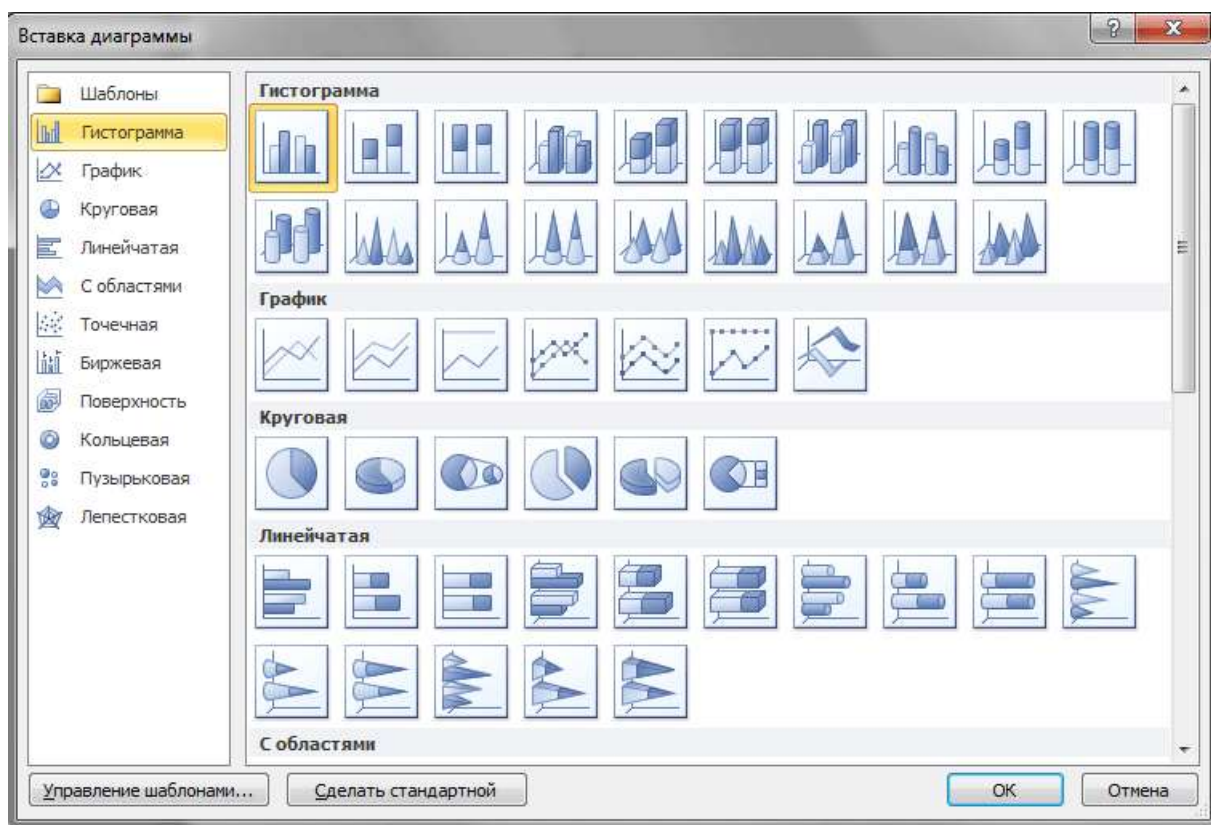 Вставка диаграммы
Шаблоны
Гистограмма
График
Круговая
Линейчатая
С областями
Точечная
Биржевая
Поверхность
Кольцевая
Пузырьковая
Лепестковая
Гистограмма
График
Круговая
Линейчатая
С областями
Управление шаблонами...
Сделать стандартной
ОК
Отмена